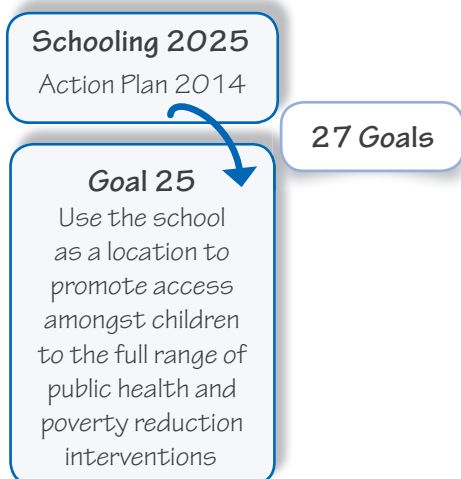 Schooling 2025
Action Plan 2014
27 Goals
Goal 25
Use the school
as a location to
promote access
amongst children
to the full range of
public health and
poverty reduction
interventions